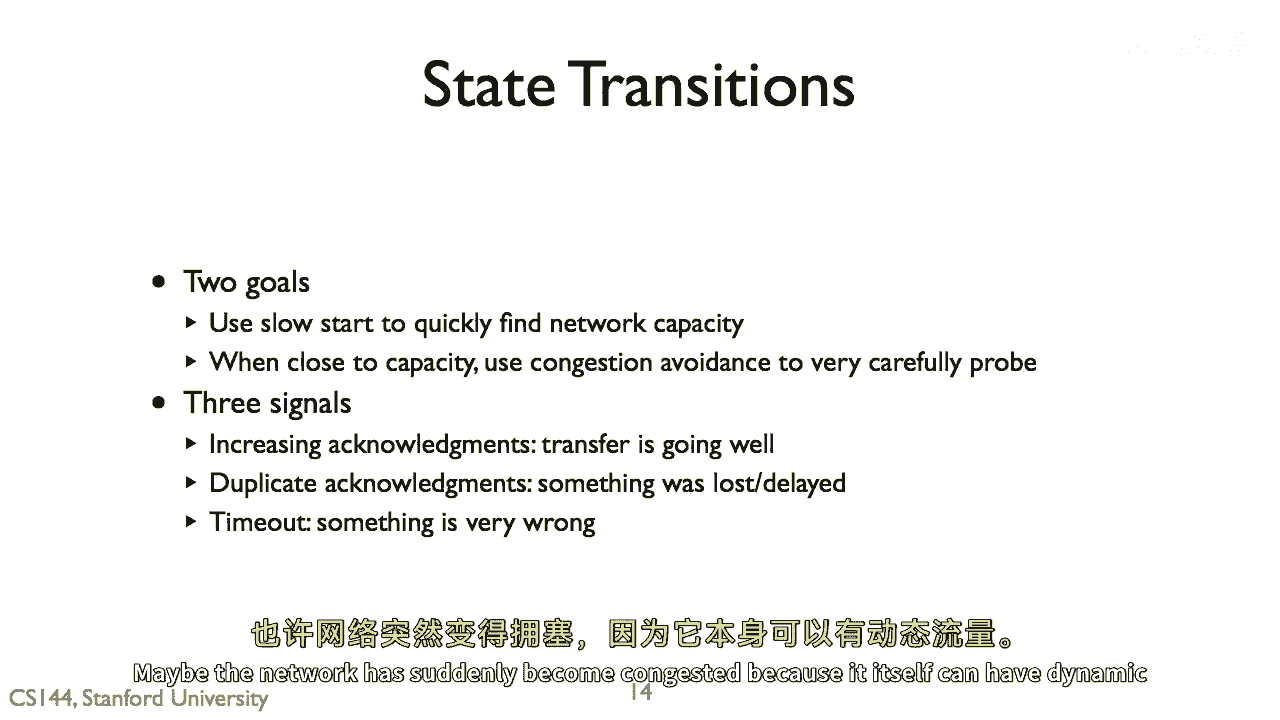 State Transitions
• Two goals
▸ Use slow start to quickly find network capacity
▸ When close to capacity, use congestion avoidance to very carefully probe
• Three signals
▸ Increasing acknowledgments: transfer is going well
▸ Duplicate acknowledgments: something was lost/delayed
▸ Timeout: something is very wrong
也许网络突然变得拥塞，因为它本身可以有动态流量。
Maybe the network has suddenly become congested because it itself can have dynamic
CS144, Stanford University
14